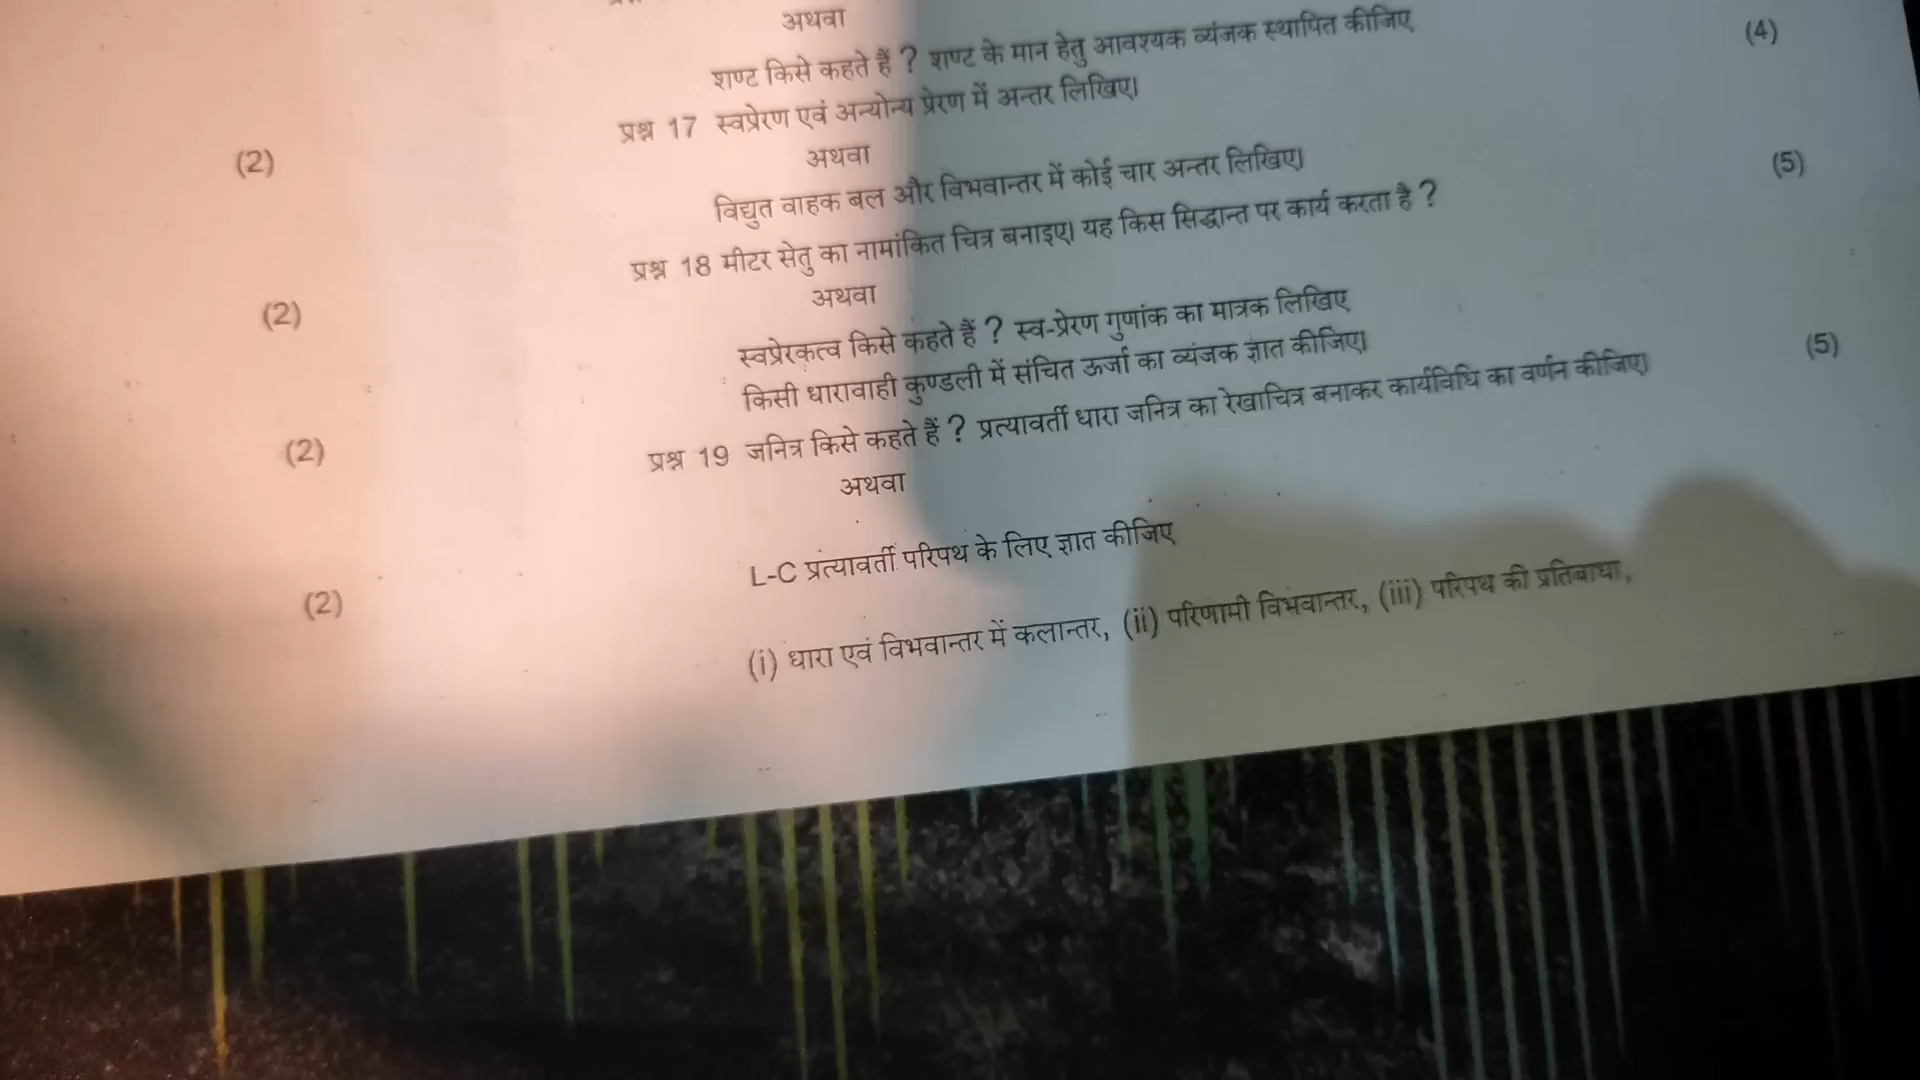 अथवा
शण्ट किसे कहते हैं ? शण्ट के मान हेतु आवश्यक व्यंजक स्थापित कीजिए (4)
प्रश्न 17 स्वप्रेरण एवं अन्योन्य प्रेरण में अन्तर लिखिए।
(2) अथवा
विद्युत वाहक बल और विभवान्तर में कोई चार अन्तर लिखिए। (5)
प्रश्न 18 मीटर सेतु का नामांकित चित्र बनाइए। यह किस सिद्धान्त पर कार्य करता है ?
(2) अथवा
स्वप्रेरकत्व किसे कहते हैं ? स्व-प्रेरण गुणांक का मात्रक लिखिए
किसी धारावाही कुण्डली में संचित ऊर्जा का व्यंजक ज्ञात कीजिए। (5)
(2) प्रश्न 19 जनित्र किसे कहते हैं ? प्रत्यावर्ती धारा जनित्र का रेखाचित्र बनाकर कार्यविधि का वर्णन कीजिए।
अथवा
(2) L-C प्रत्यावर्ती परिपथ के लिए ज्ञात कीजिए
(i) धारा एवं विभवान्तर में कलान्तर, (ii) परिणामी विभवान्तर, (iii) परिपथ की प्रतिबाधा,